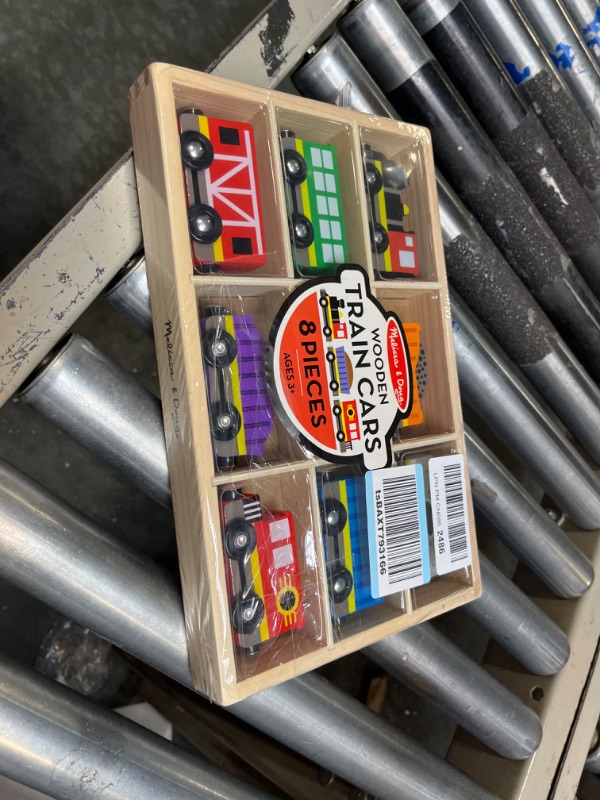 Melissa & Doug
WOODEN
TRAIN CARS
8 PIECES
AGES 3+
Melissa & Doug
tsBAXT793166
2486